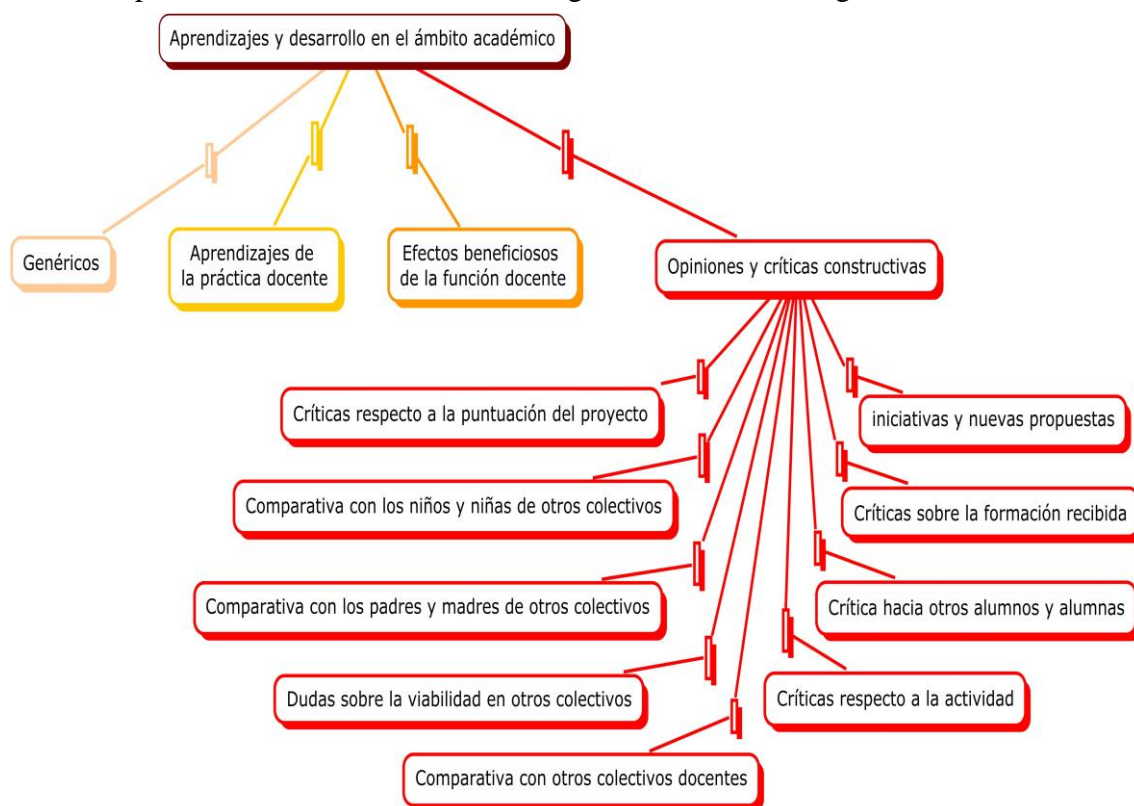 Aprendizajes y desarrollo en el ámbito académico
Genéricos
Aprendizajes de
la práctica docente
Efectos beneficiosos
de la función docente
Opiniones y críticas constructivas
Críticas respecto a la puntuación del proyecto
iniciativas y nuevas propuestas
Comparativa con los niños y niñas de otros colectivos
Críticas sobre la formación recibida
Comparativa con los padres y madres de otros colectivos
Crítica hacia otros alumnos y alumnas
Dudas sobre la viabilidad en otros colectivos
Críticas respecto a la actividad
Comparativa con otros colectivos docentes